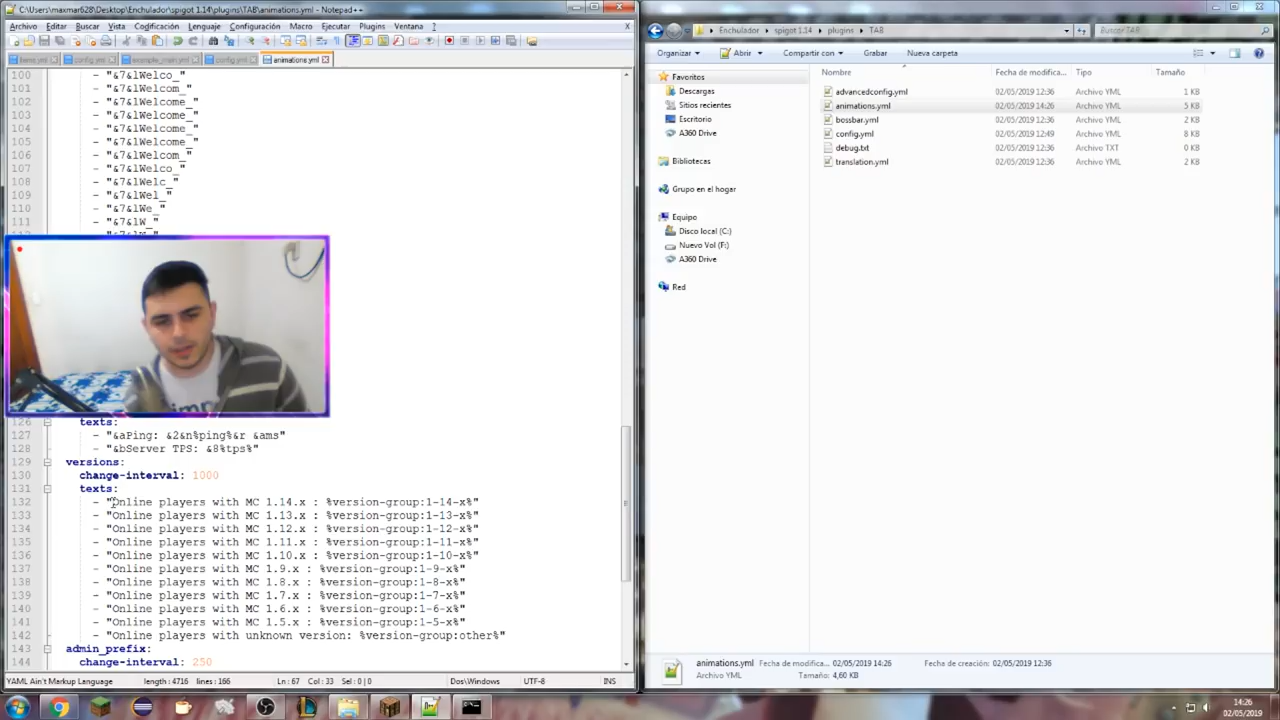 C:\Users\maxmar628\Desktop\Enchulador\spigot 1.14\plugins\TAB\animations.yml - Notepad++
Archivo Editar Buscar Vista Codificación Lenguaje Configuración Macro Ejecutar Plugins Ventana ?
config.yml example_main.yml config.yml animations.yml
100 - "&7&lWelco_"
101 - "&7&lWelcom_"
102 - "&7&lWelcome_"
103 - "&7&lWelcome "
104 - "&7&lWelcome_"
105 - "&7&lWelcome_"
106 - "&7&lWelcom_"
107 - "&7&lWelco_"
108 - "&7&lWelc_"
109 - "&7&lWel_"
110 - "&7&lWe_"
111 - "&7&lW_"
126 texts:
127 - "&aPing: &2&n%ping%&r &ams"
128 - "&bServer TPS: &8%tps%"
129 versions:
130 change-interval: 1000
131 texts:
132 - "Online players with MC 1.14.x : %version-group:1-14-x%"
133 - "Online players with MC 1.13.x : %version-group:1-13-x%"
134 - "Online players with MC 1.12.x : %version-group:1-12-x%"
135 - "Online players with MC 1.11.x : %version-group:1-11-x%"
136 - "Online players with MC 1.10.x : %version-group:1-10-x%"
137 - "Online players with MC 1.9.x : %version-group:1-9-x%"
138 - "Online players with MC 1.8.x : %version-group:1-8-x%"
139 - "Online players with MC 1.7.x : %version-group:1-7-x%"
140 - "Online players with MC 1.6.x : %version-group:1-6-x%"
141 - "Online players with MC 1.5.x : %version-group:1-5-x%"
142 - "Online players with unknown version: %version-group:other%"
143 admin_prefix:
144 change-interval: 250
YAML Ain't Markup Language length : 4716 lines : 166 Ln : 67 Col : 33 Sel : 0 | 0 Dos\Windows UTF-8 INS
Enchulador spigot 1.14 plugins TAB Buscar TAB
Organizar Abrir Compartir con Grabar Nueva carpeta
Favoritos
Descargas
Sitios recientes
Escritorio
A360 Drive
Bibliotecas
Grupo en el hogar
Equipo
Disco local (C:)
Nuevo Vol (F:)
A360 Drive
Red
Nombre Fecha de modifica... Tipo Tamaño
advancedconfig.yml 02/05/2019 12:36 Archivo YML 1 KB
animations.yml 02/05/2019 14:26 Archivo YML 5 KB
bossbar.yml 02/05/2019 12:36 Archivo YML 2 KB
config.yml 02/05/2019 12:49 Archivo YML 8 KB
debug.txt 02/05/2019 12:36 Archivo TXT 0 KB
translation.yml 02/05/2019 12:36 Archivo YML 2 KB
animations.yml Fecha de modifica... 02/05/2019 14:26 Fecha de creación: 02/05/2019 12:36
Archivo YML Tamaño: 4,60 KB
14:26
02/05/2019